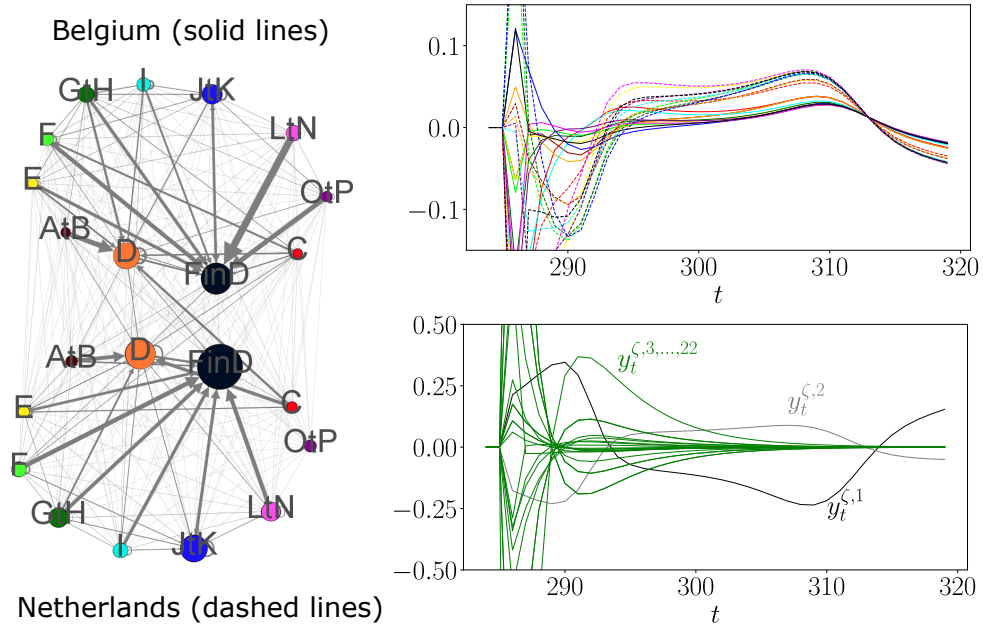 Belgium (solid lines)
GtH
I
JtK
F
LtN
E
OtP
AtB
D
C
FinD
AtB
D
FinD
E
C
OtP
F
GtH
LtN
I
JtK
Netherlands (dashed lines)
0.1
0.0
−0.1
290
300
310
320
t
0.50
0.25
0.00
−0.25
−0.50
y_t^{ζ,3,...,22}
y_t^{ζ,2}
y_t^{ζ,1}
290
300
310
320
t